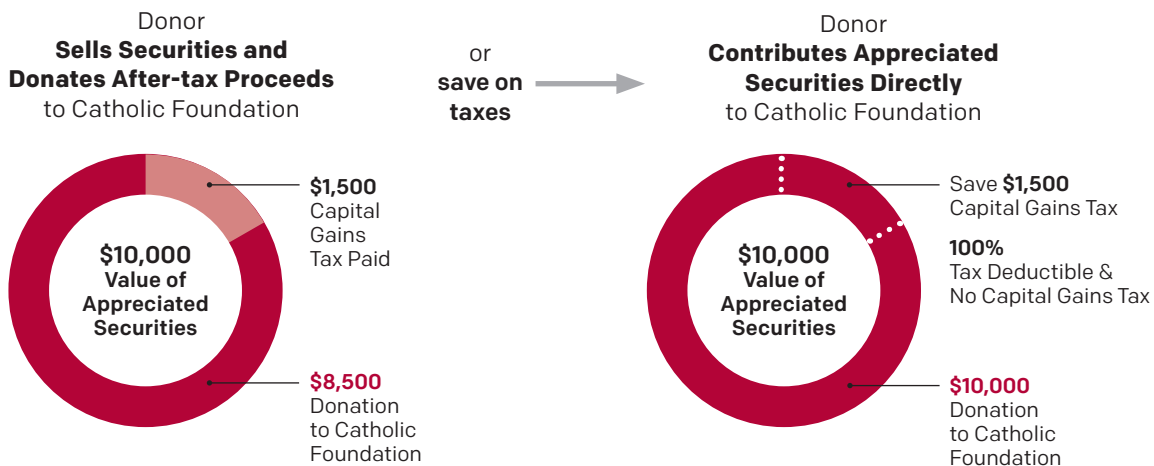 Donor
Sells Securities and
Donates After-tax Proceeds
to Catholic Foundation
or
save on
taxes
Donor
Contributes Appreciated
Securities Directly
to Catholic Foundation
$10,000
Value of
Appreciated
Securities
$1,500
Capital
Gains
Tax Paid
$8,500
Donation
to Catholic
Foundation
$10,000
Value of
Appreciated
Securities
Save $1,500
Capital Gains Tax
100%
Tax Deductible &
No Capital Gains Tax
$10,000
Donation
to Catholic
Foundation